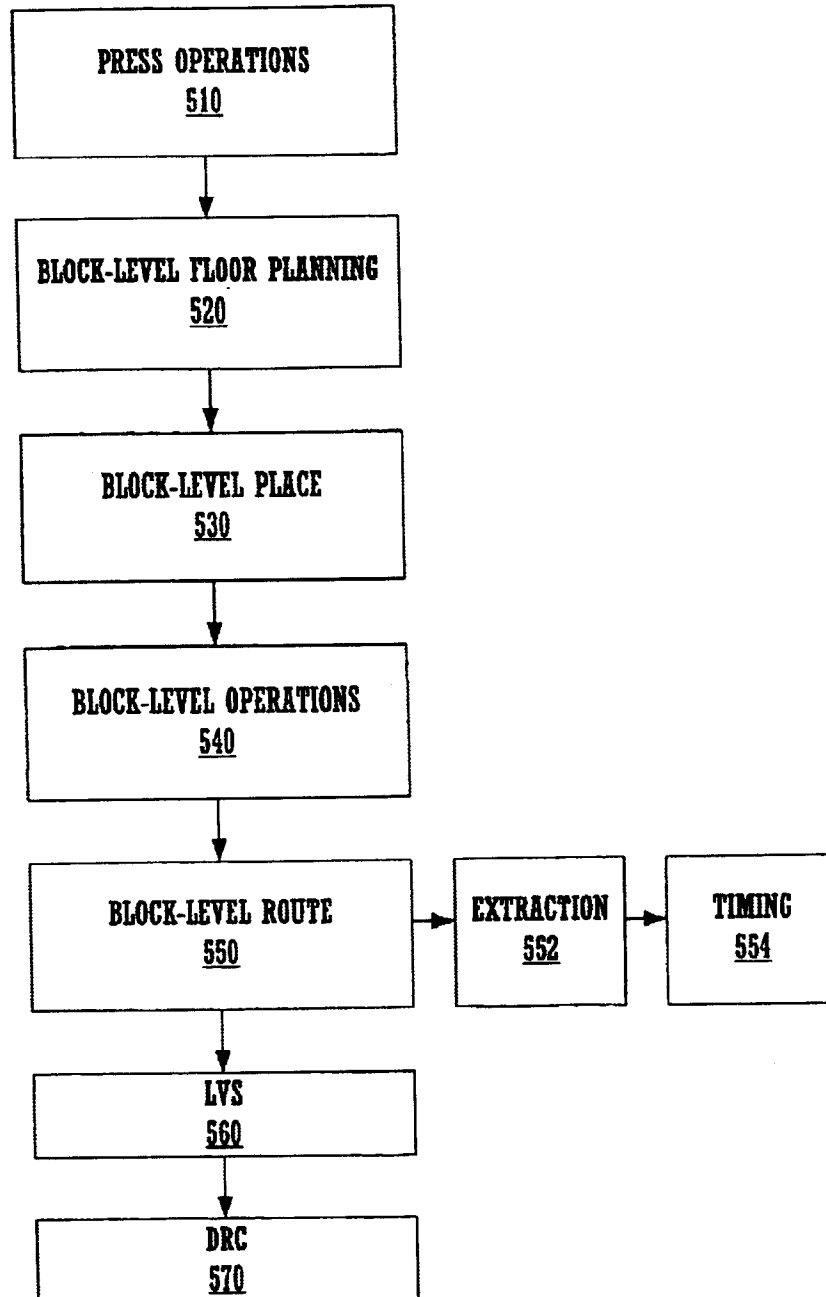 PRESS OPERATIONS
510
BLOCK-LEVEL FLOOR PLANNING
520
BLOCK-LEVEL PLACE
530
BLOCK-LEVEL OPERATIONS
540
BLOCK-LEVEL ROUTE
550
EXTRACTION
552
TIMING
554
LVS
560
DRC
570